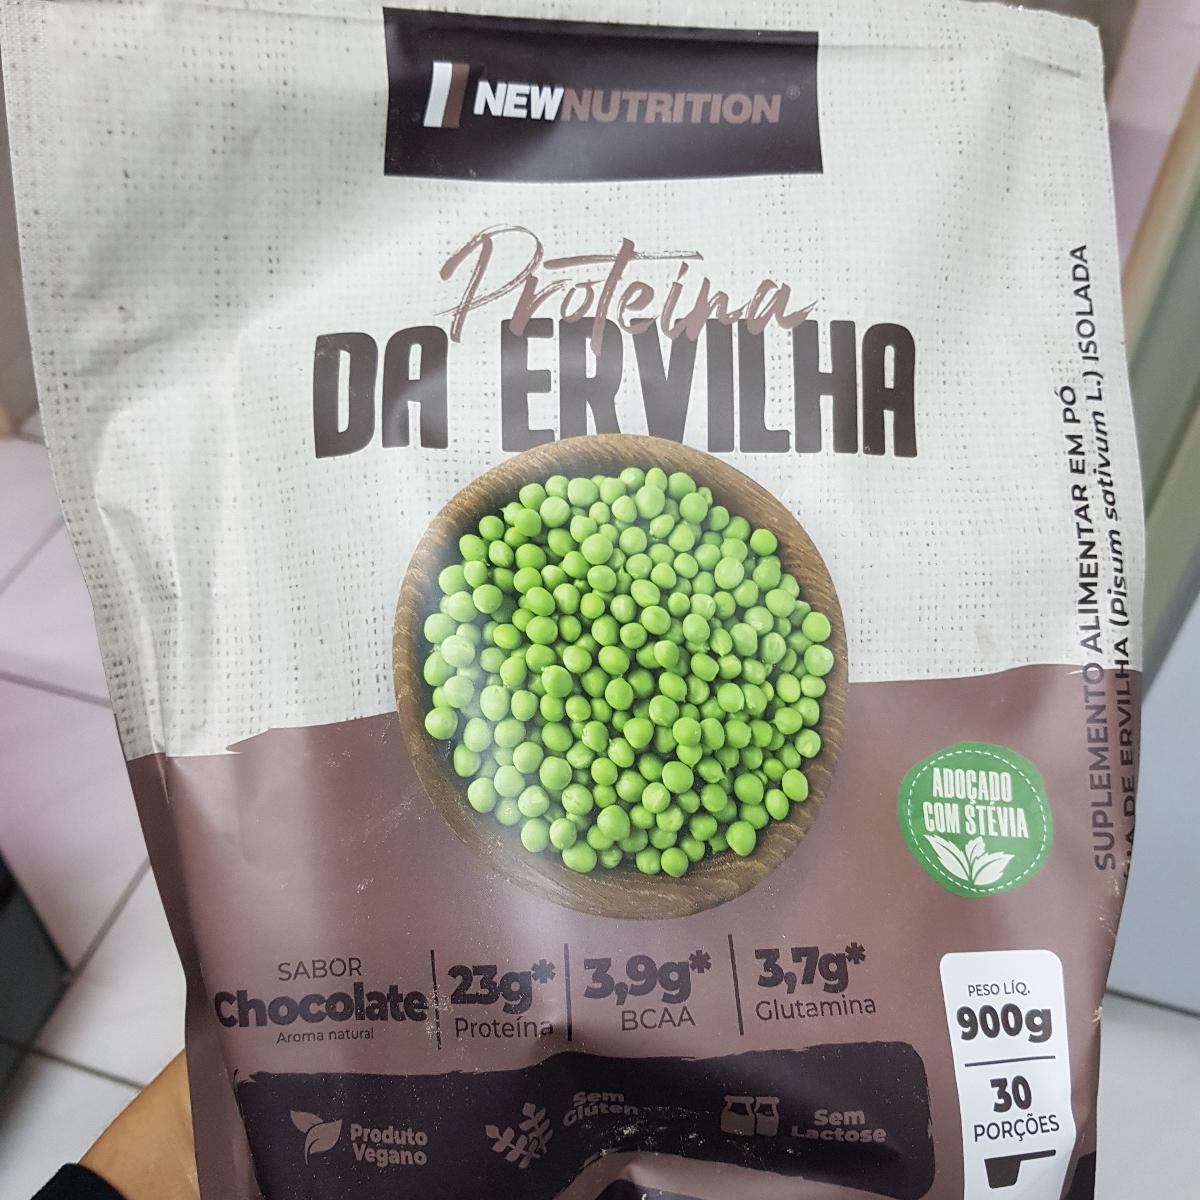 NEWNUTRITION®
Proteína
DA ERVILHA
SUPLEMENTO ALIMENTAR EM PÓ
DE ERVILHA (Pisum sativum L.) ISOLADA
ADOÇADO
COM STÉVIA
SABOR
Chocolate
Aroma natural
23g*
Proteína
3,9g*
BCAA
3,7g*
Glutamina
PESO LÍQ.
900g
30
PORÇÕES
Produto
Vegano
Sem
Glúten
Sem
Lactose